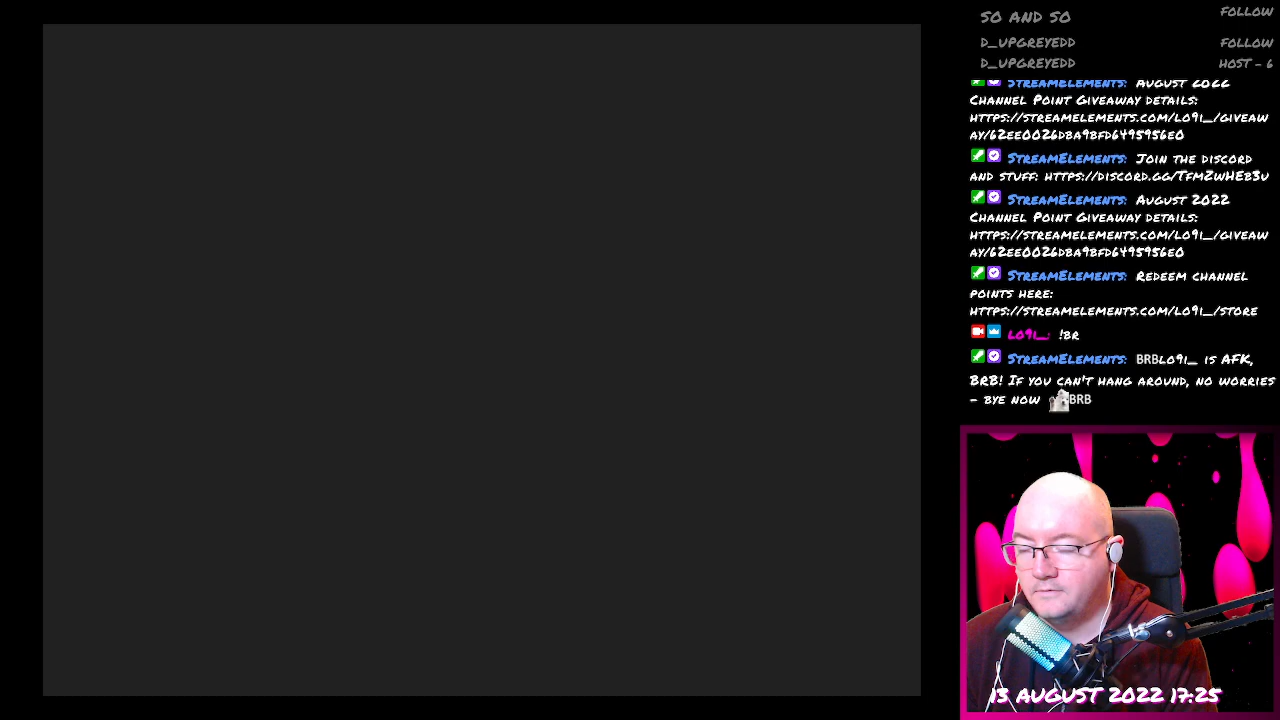 SO AND SO FOLLOW
D_UPGREYEDD FOLLOW
D_UPGREYEDD HOST - 6
StreamElements: August 2022
Channel Point Giveaway details:
https://streamelements.com/lo9i_/giveaw
ay/62ee0026dba9bfd6495956e0
StreamElements: Join the discord
and stuff: https://discord.gg/TfmZwHEb3u
StreamElements: August 2022
Channel Point Giveaway details:
https://streamelements.com/lo9i_/giveaw
ay/62ee0026dba9bfd6495956e0
StreamElements: Redeem channel
points here:
https://streamelements.com/lo9i_/store
lo9i_: !br
StreamElements: BRBlo9i_ is AFK,
BRB! If you can't hang around, no worries
- bye now BRB
13 AUGUST 2022 17:25